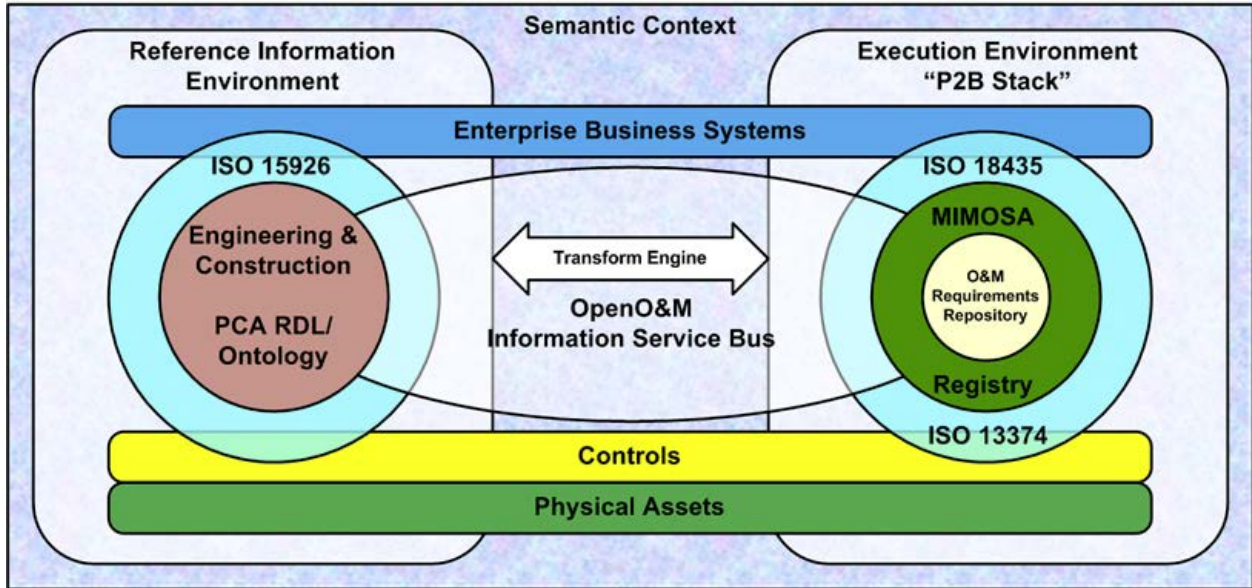 Semantic Context
Reference Information
Environment
Execution Environment
“P2B Stack”
Enterprise Business Systems
ISO 15926
Engineering &
Construction
PCA RDL/
Ontology
Transform Engine
OpenO&M
Information Service Bus
ISO 18435
MIMOSA
O&M
Requirements
Repository
Registry
ISO 13374
Controls
Physical Assets